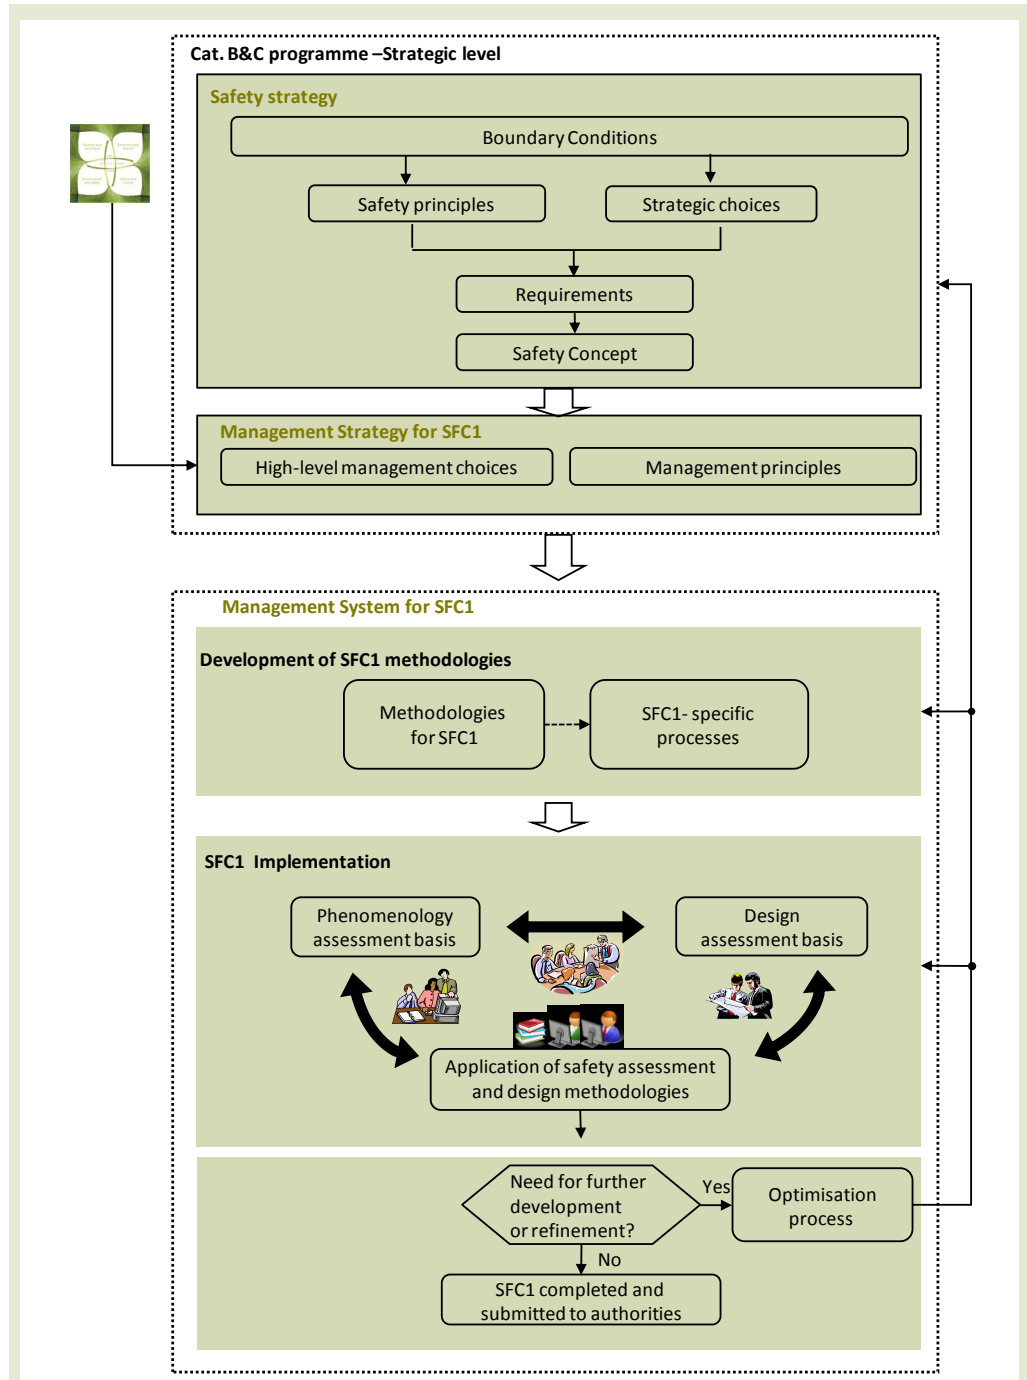 Cat. B&C programme –Strategic level
Safety strategy
Boundary Conditions
Safety principles
Strategic choices
Requirements
Safety Concept
Management Strategy for SFC1
High-level management choices
Management principles
Management System for SFC1
Development of SFC1 methodologies
Methodologies
for SFC1
SFC1- specific
processes
SFC1 Implementation
Phenomenology
assessment basis
Design
assessment basis
Application of safety assessment
and design methodologies
Need for further
development
or refinement?
Yes
Optimisation
process
No
SFC1 completed and
submitted to authorities